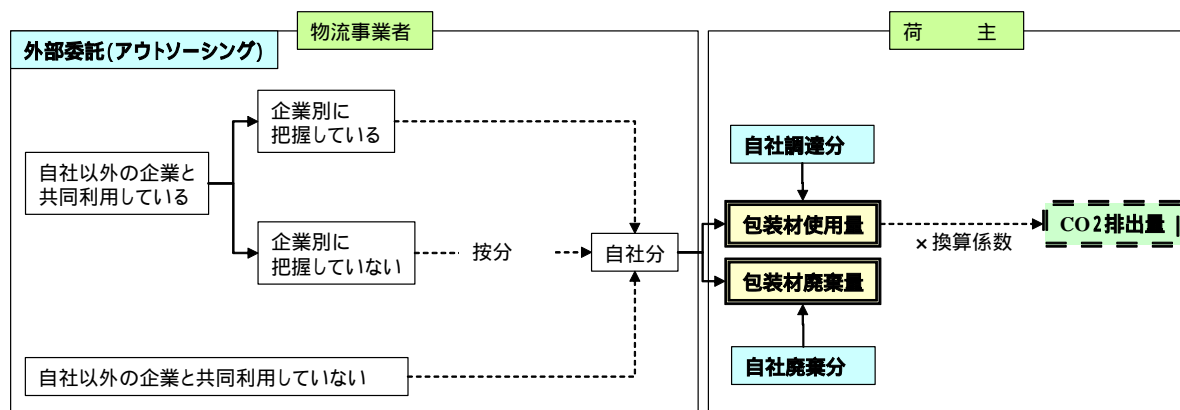 物流事業者
荷 主
外部委託(アウトソーシング)
企業別に
把握している
自社以外の企業と
共同利用している
企業別に
把握していない
按分
自社分
自社以外の企業と共同利用していない
自社調達分
包装材使用量
×換算係数
CO2排出量
包装材廃棄量
自社廃棄分